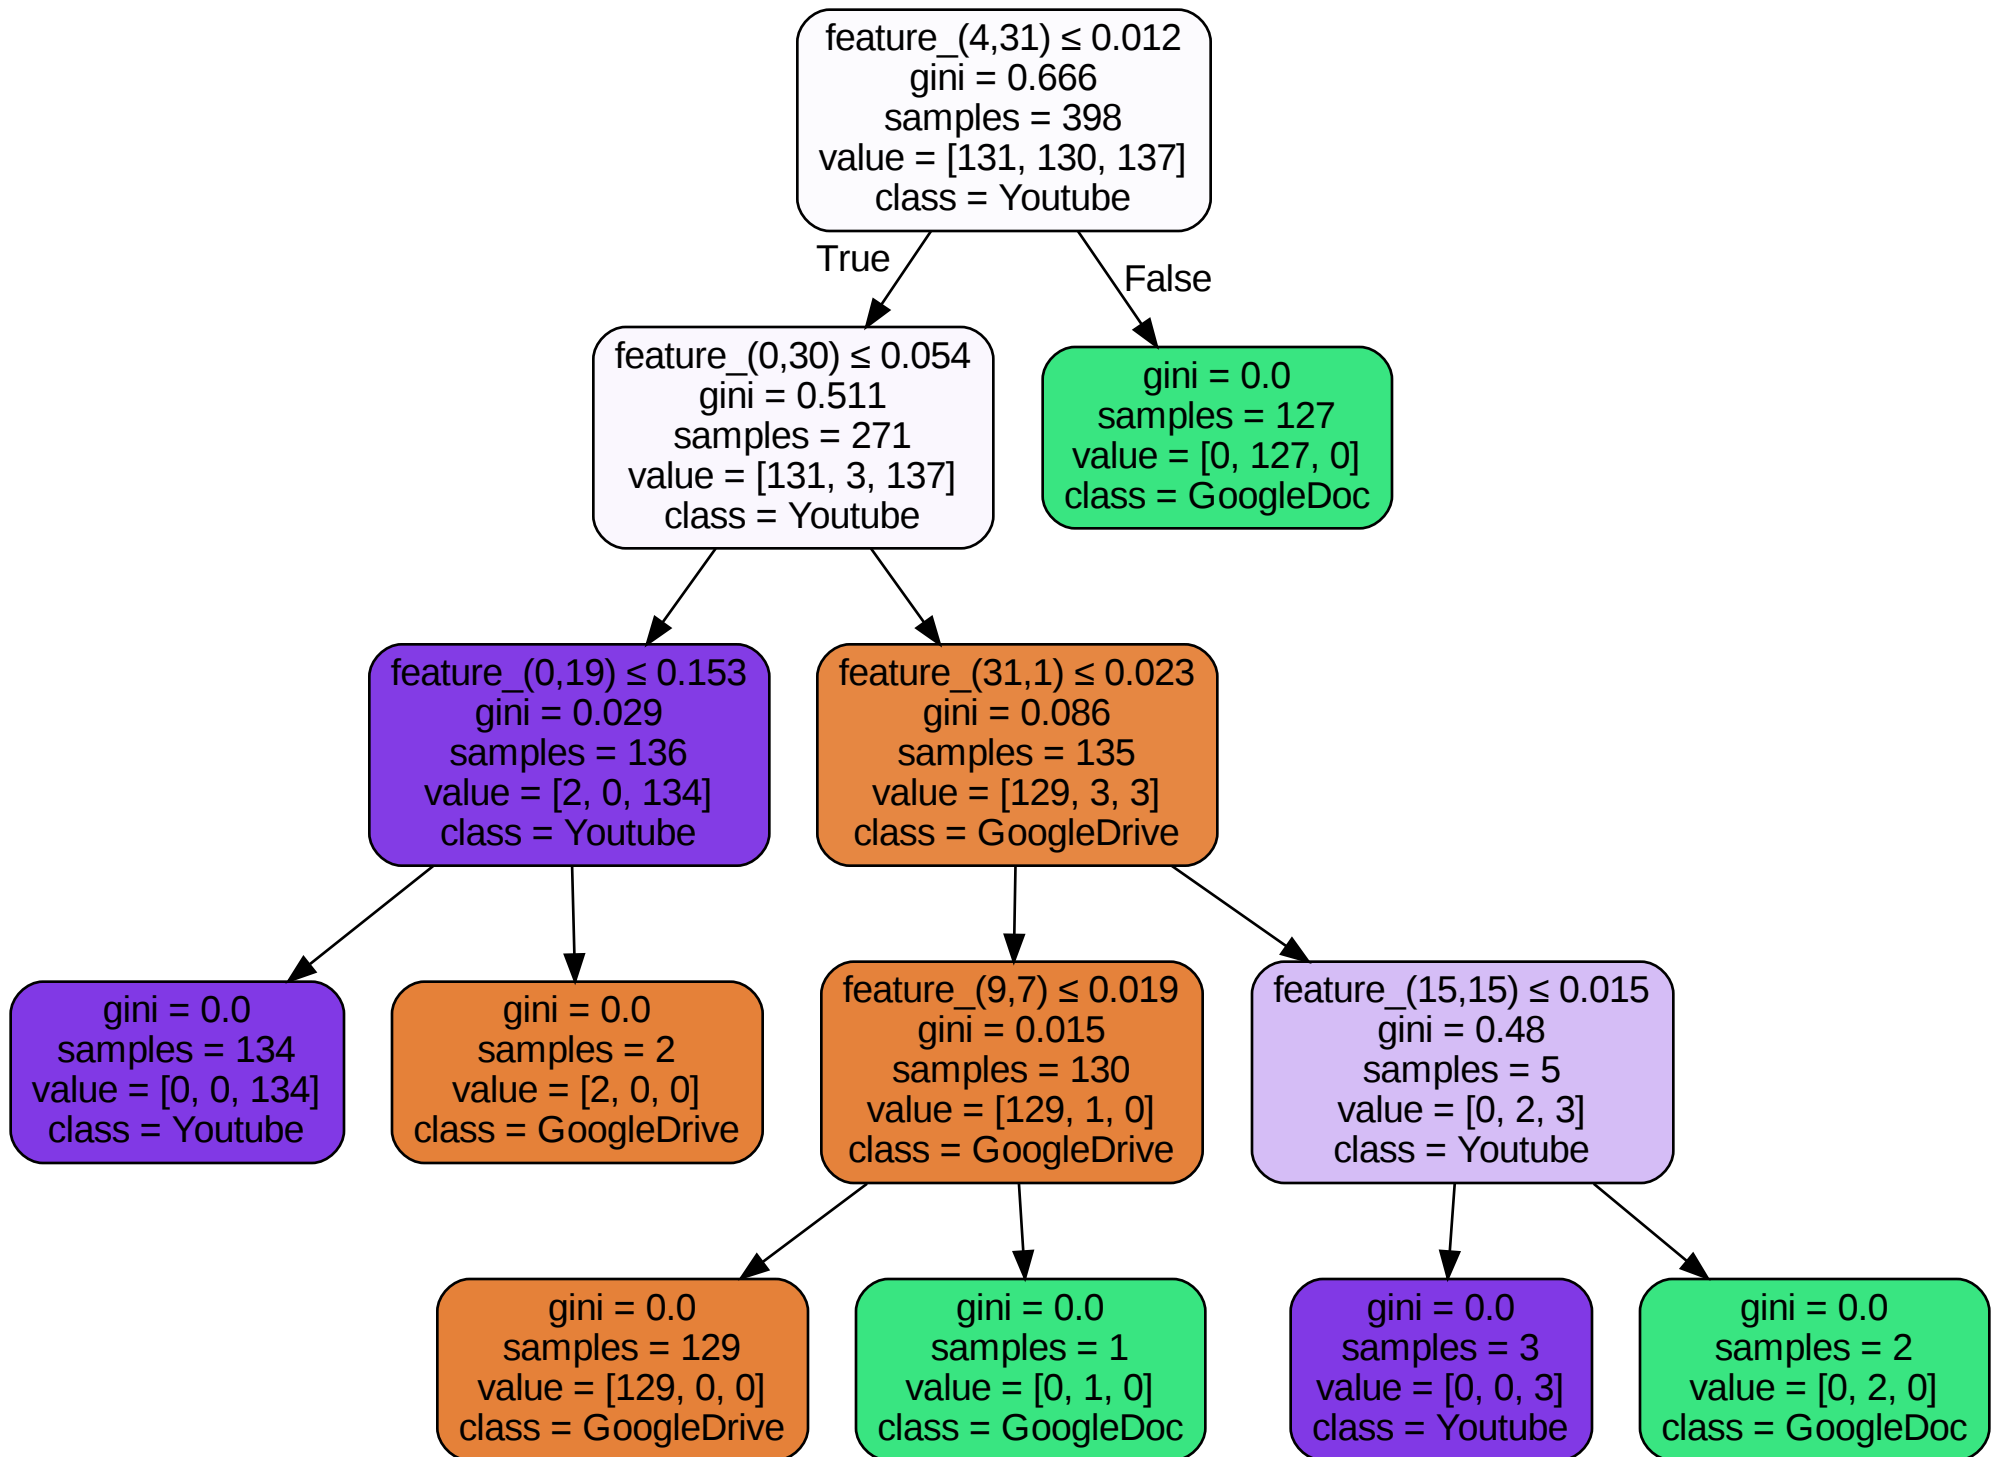 feature_(4,31) ≤ 0.012
gini = 0.666
samples = 398
value = [131, 130, 137]
class = Youtube
True
False
feature_(0,30) ≤ 0.054
gini = 0.511
samples = 271
value = [131, 3, 137]
class = Youtube
gini = 0.0
samples = 127
value = [0, 127, 0]
class = GoogleDoc
feature_(0,19) ≤ 0.153
gini = 0.029
samples = 136
value = [2, 0, 134]
class = Youtube
feature_(31,1) ≤ 0.023
gini = 0.086
samples = 135
value = [129, 3, 3]
class = GoogleDrive
gini = 0.0
samples = 134
value = [0, 0, 134]
class = Youtube
gini = 0.0
samples = 2
value = [2, 0, 0]
class = GoogleDrive
feature_(9,7) ≤ 0.019
gini = 0.015
samples = 130
value = [129, 1, 0]
class = GoogleDrive
feature_(15,15) ≤ 0.015
gini = 0.48
samples = 5
value = [0, 2, 3]
class = Youtube
gini = 0.0
samples = 129
value = [129, 0, 0]
class = GoogleDrive
gini = 0.0
samples = 1
value = [0, 1, 0]
class = GoogleDoc
gini = 0.0
samples = 3
value = [0, 0, 3]
class = Youtube
gini = 0.0
samples = 2
value = [0, 2, 0]
class = GoogleDoc